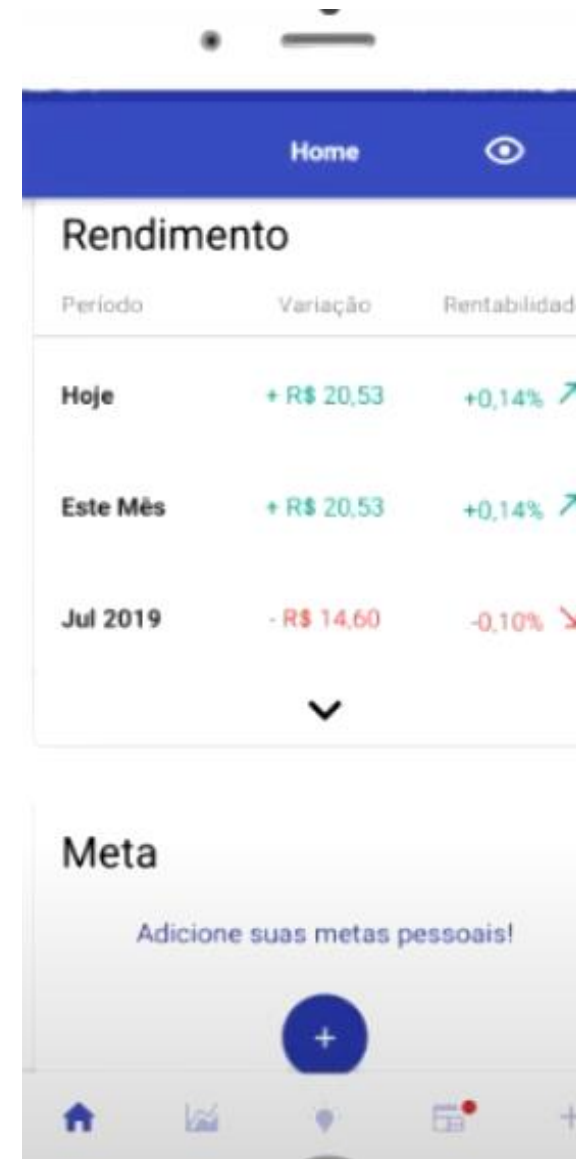 Home
Rendimento
Período Variação Rentabilidad
Hoje + R$ 20,53 +0,14%
Este Mês + R$ 20,53 +0,14%
Jul 2019 - R$ 14,60 -0,10%
Meta
Adicione suas metas pessoais!
+